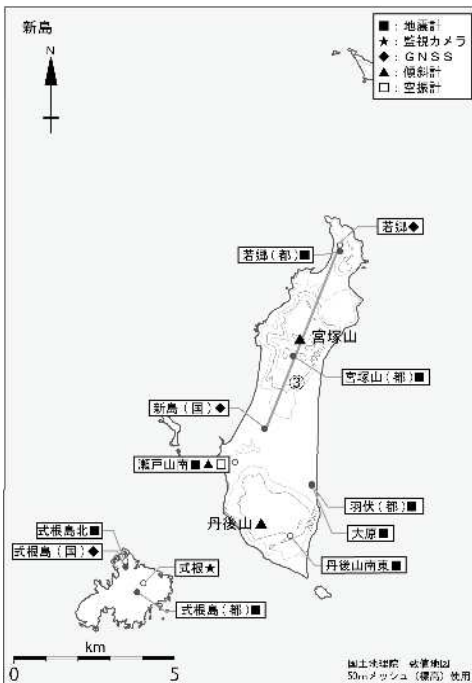 新島
N
■：地震計
★：監視カメラ
◆：GNSS
▲：傾斜計
□：空振計
若郷◆
若郷(都)■
宮塚山
宮塚山(都)■
③
新島(国)◆
瀬戸山南■▲□
羽伏(都)■
大原■
丹後山
丹後山南東■
式根島北■
式根島(国)◆
式根★
式根島(都)■
km
0 5
国土地理院 数値地図
50mメッシュ(標高)使用